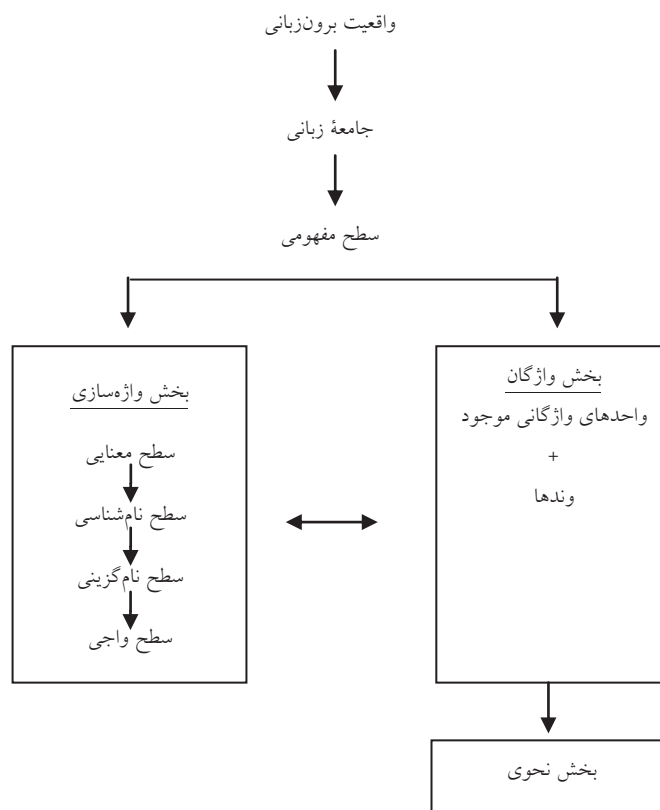 واقعیت برون‌زبانی
جامعهٔ زبانی
سطح مفهومی
بخش واژگان
واحدهای واژگانی موجود
+
وندها
بخش واژه‌سازی
سطح معنایی
سطح نام‌شناسی
سطح نام‌گزینی
سطح واجی
بخش نحوی